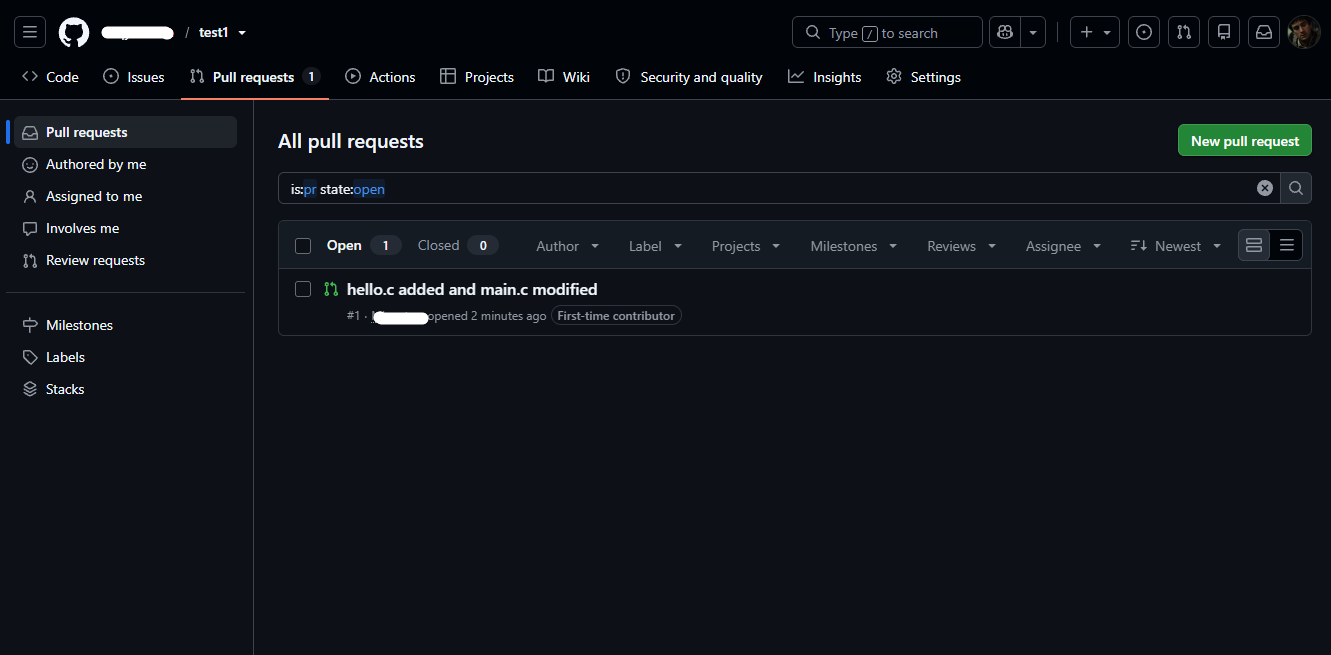 / test1
Type / to search
Code Issues Pull requests 1 Actions Projects Wiki Security and quality Insights Settings
Pull requests
Authored by me
Assigned to me
Involves me
Review requests
Milestones
Labels
Stacks
All pull requests
New pull request
is:pr state:open
Open 1 Closed 0 Author Label Projects Milestones Reviews Assignee Newest
hello.c added and main.c modified
#1 · opened 2 minutes ago First-time contributor